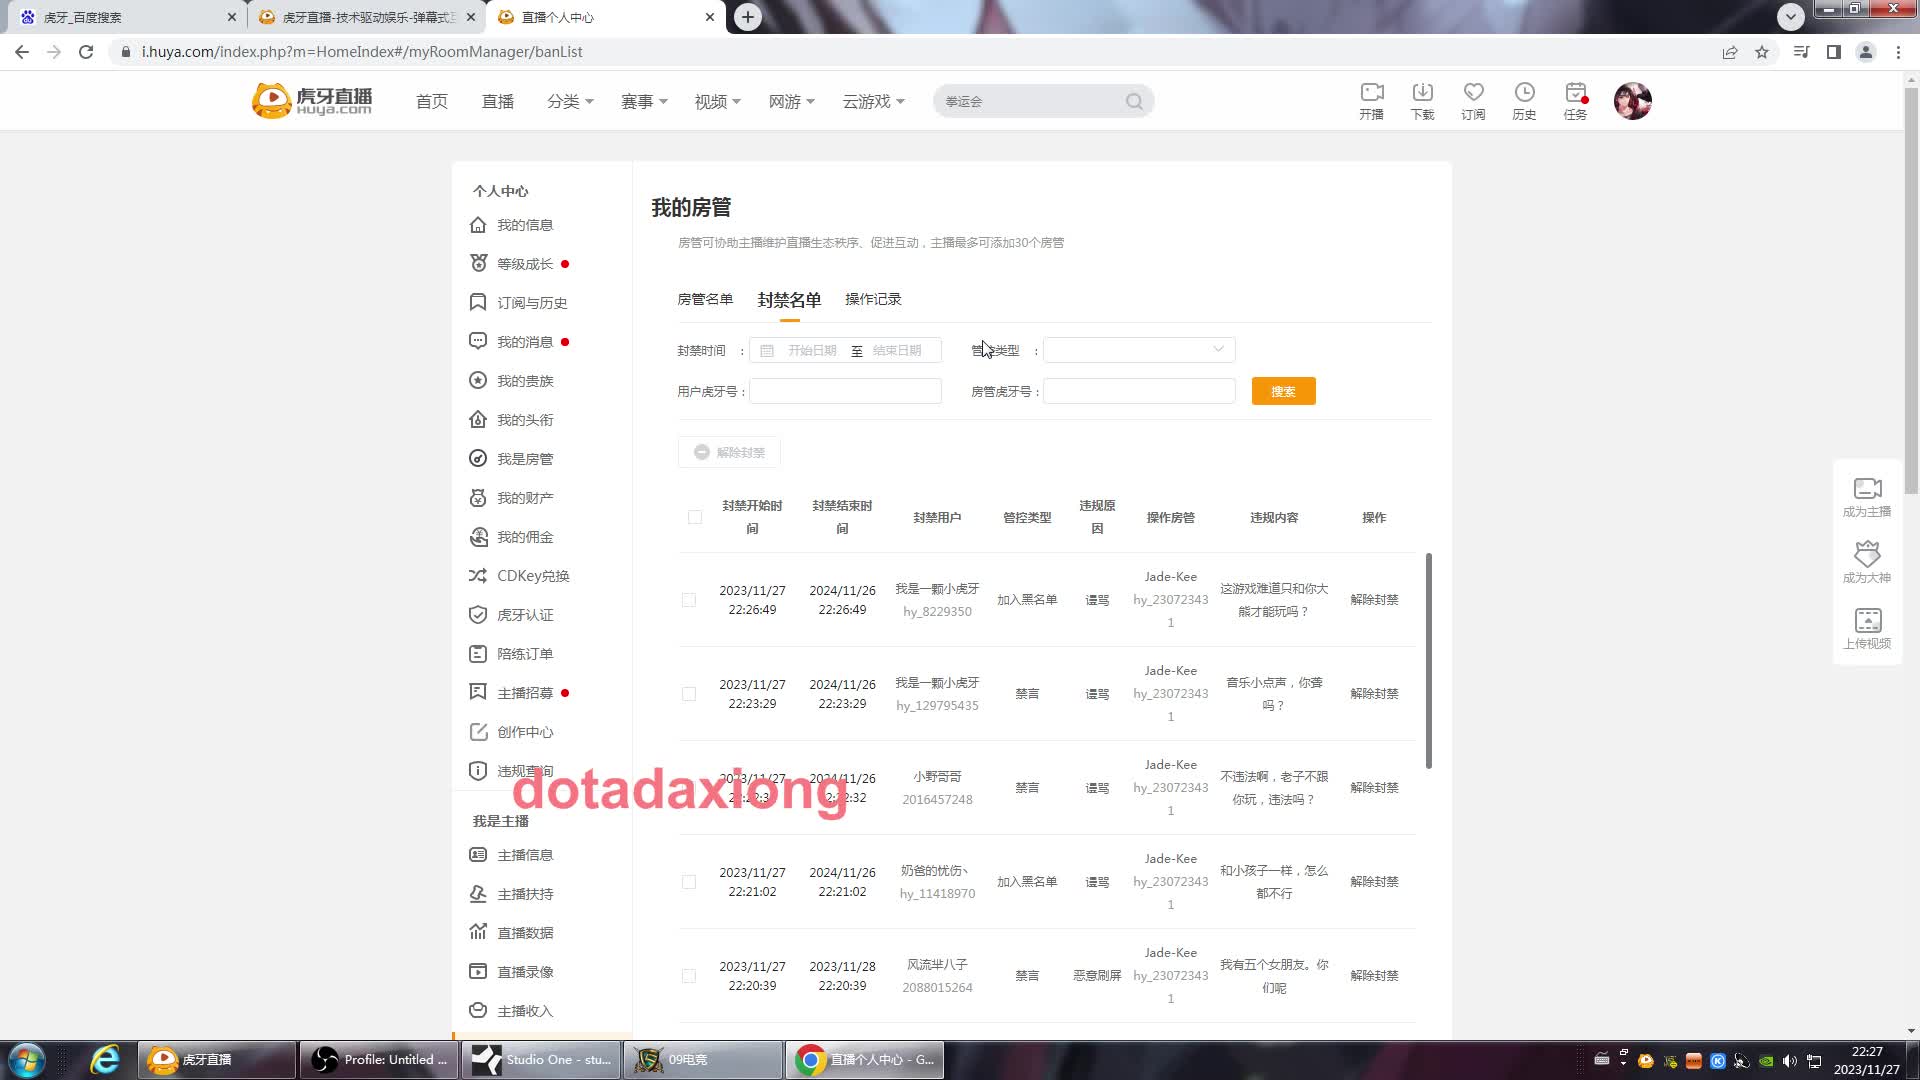 虎牙_百度搜索
虎牙直播-技术驱动娱乐-弹幕式互
直播个人中心
i.huya.com/index.php?m=HomeIndex#/myRoomManager/banList
虎牙直播
HUYA.com
首页
直播
分类
赛事
视频
网游
云游戏
拳运会
开播
下载
订阅
历史
任务
个人中心
我的信息
等级成长
订阅与历史
我的消息
我的贵族
我的头衔
我是房管
我的财产
我的佣金
CDKey兑换
虎牙认证
陪练订单
主播招募
创作中心
违规查询
我是主播
主播信息
主播扶持
直播数据
直播录像
主播收入
我的房管
房管可协助主播维护直播生态秩序、促进互动，主播最多可添加30个房管
房管名单 封禁名单 操作记录
封禁时间 : 开始日期 至 结束日期 管控类型 :
用户虎牙号 : 房管虎牙号 : 搜索
解除封禁
封禁开始时间 封禁结束时间 封禁用户 管控类型 违规原因 操作房管 违规内容 操作
2023/11/27 22:26:49 2024/11/26 22:26:49 我是一颗小虎牙 hy_8229350 加入黑名单 谩骂 Jade-Kee hy_230723431 这游戏难道只和你大熊才能玩吗？ 解除封禁
2023/11/27 22:23:29 2024/11/26 22:23:29 我是一颗小虎牙 hy_129795435 禁言 谩骂 Jade-Kee hy_230723431 音乐小点声，你聋吗？ 解除封禁
2023/11/27 22:22:32 2024/11/26 22:22:32 小野哥哥 2016457248 禁言 谩骂 Jade-Kee hy_230723431 不违法啊，老子不跟你玩，违法吗？ 解除封禁
2023/11/27 22:21:02 2024/11/26 22:21:02 奶爸的忧伤丶 hy_11418970 加入黑名单 谩骂 Jade-Kee hy_230723431 和小孩子一样，怎么都不行 解除封禁
2023/11/27 22:20:39 2023/11/28 22:20:39 风流芈八子 2088015264 禁言 恶意刷屏 Jade-Kee hy_230723431 我有五个女朋友。你们呢 解除封禁
dotadaxiong
成为主播
成为大神
上传视频
虎牙直播
Profile: Untitled ...
Studio One - stu...
09电竞
直播个人中心 - G...
22:27
2023/11/27